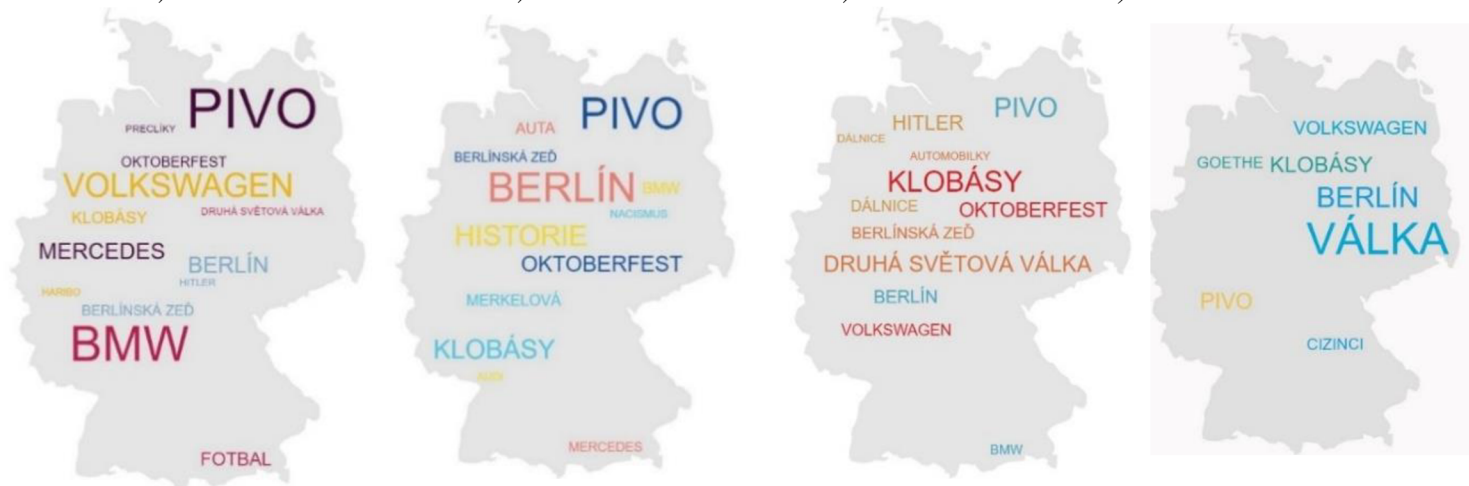 PIVO
PRECLÍKY
OKTOBERFEST
VOLKSWAGEN
KLOBÁSY
DRUHÁ SVĚTOVÁ VÁLKA
MERCEDES
BERLÍN
HITLER
HARIBO
BERLÍNSKÁ ZEĎ
BMW
FOTBAL
PIVO
AUTA
BERLÍNSKÁ ZEĎ
BERLÍN
BMW
NACISMUS
HISTORIE
OKTOBERFEST
MERKELOVÁ
KLOBÁSY
AUDI
MERCEDES
PIVO
HITLER
DÁLNICE
AUTOMOBILKY
KLOBÁSY
DÁLNICE
OKTOBERFEST
BERLÍNSKÁ ZEĎ
DRUHÁ SVĚTOVÁ VÁLKA
BERLÍN
VOLKSWAGEN
BMW
VOLKSWAGEN
GOETHE KLOBÁSY
BERLÍN
VÁLKA
PIVO
CIZINCI